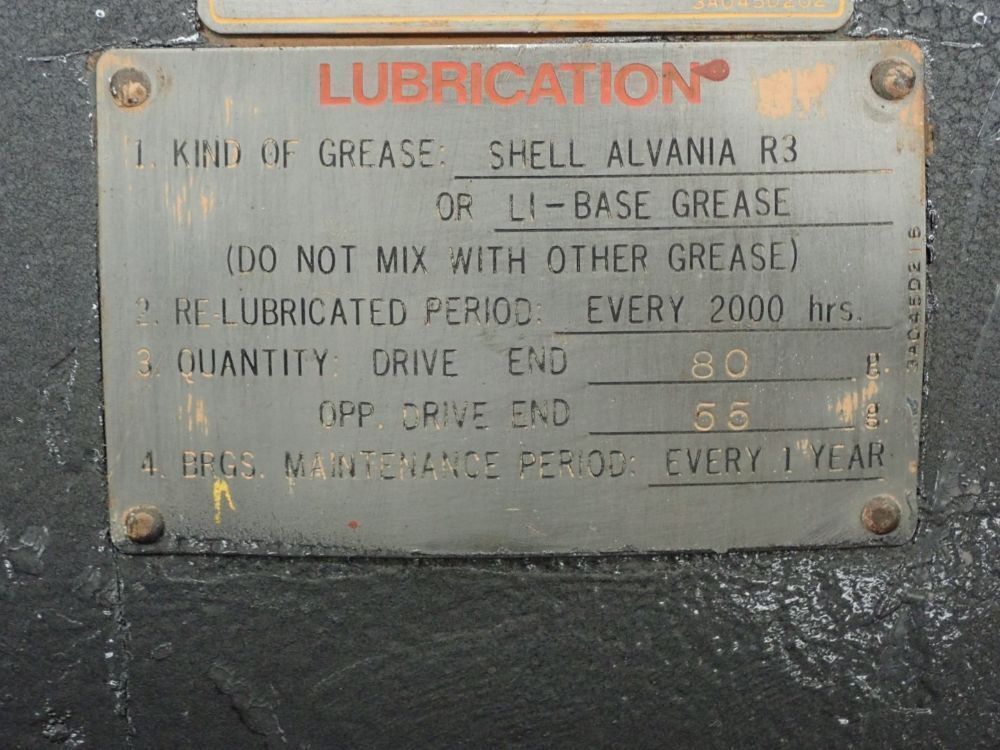 3A045D202
LUBRICATION
1. KIND OF GREASE: SHELL ALVANIA R3
OR LI-BASE GREASE
(DO NOT MIX WITH OTHER GREASE)
2. RE-LUBRICATED PERIOD: EVERY 2000 hrs.
3. QUANTITY: DRIVE END 80 g.
OPP. DRIVE END 55 g.
4. BRGS. MAINTENANCE PERIOD: EVERY 1 YEAR
3A045D216